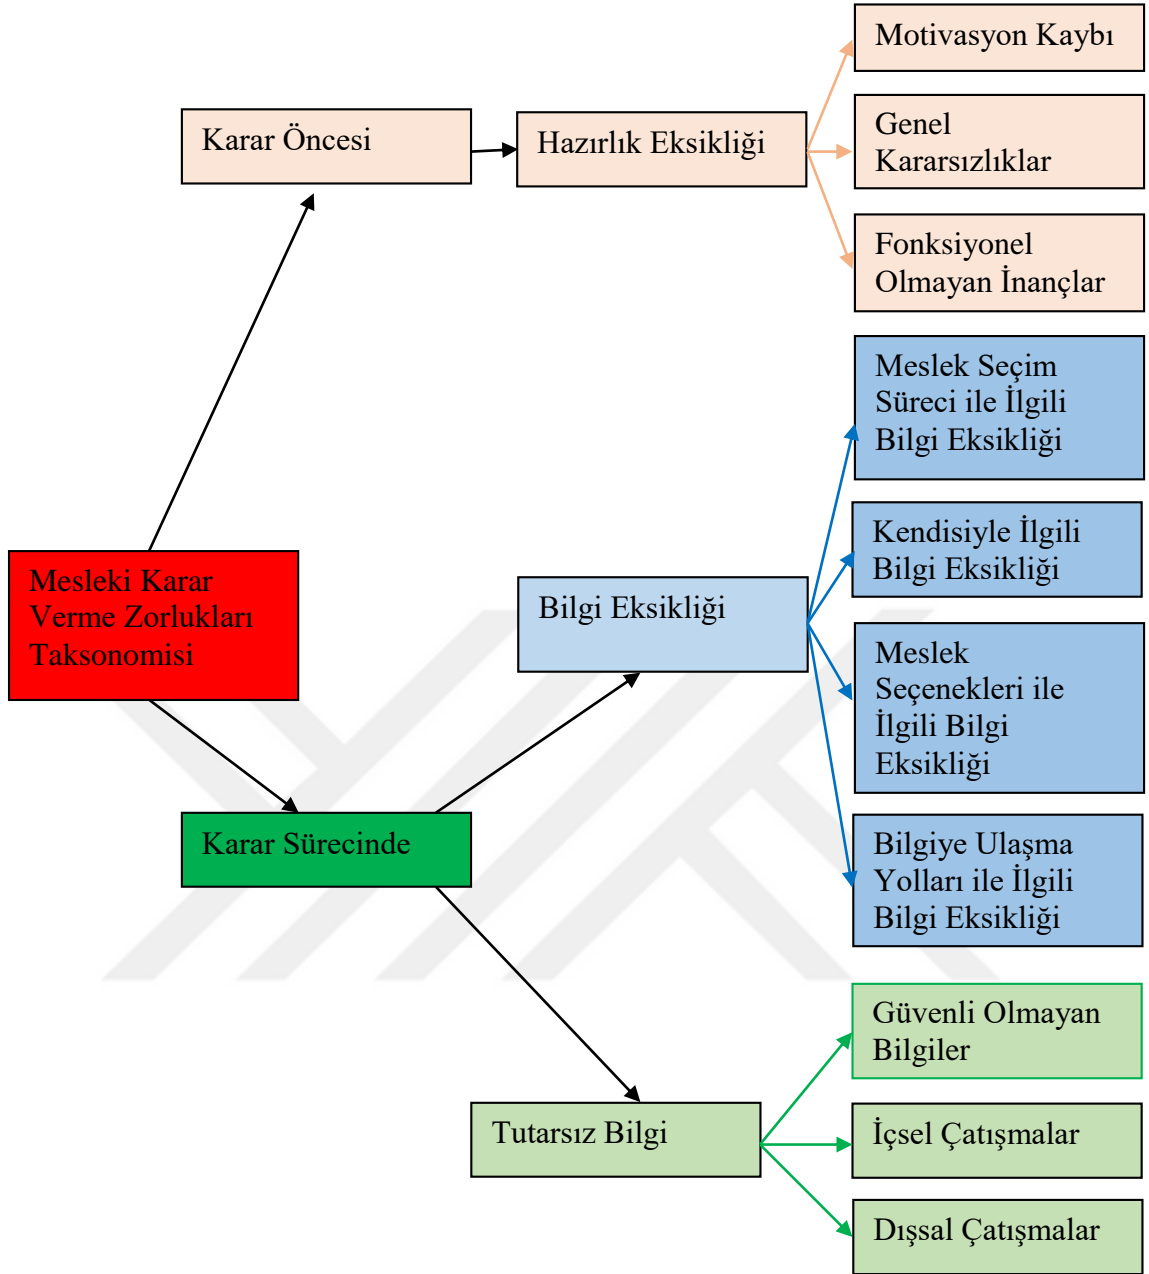 Motivasyon Kaybı
Karar Öncesi
Hazırlık Eksikliği
Genel
Kararsızlıklar
Fonksiyonel
Olmayan İnançlar
Meslek Seçim
Süreci ile İlgili
Bilgi Eksikliği
Kendisiyle İlgili
Bilgi Eksikliği
Mesleki Karar
Verme Zorlukları
Taksonomisi
Bilgi Eksikliği
Meslek
Seçenekleri ile
İlgili Bilgi
Eksikliği
Karar Sürecinde
Bilgiye Ulaşma
Yolları ile İlgili
Bilgi Eksikliği
Güvenli Olmayan
Bilgiler
Tutarsız Bilgi
İçsel Çatışmalar
Dışsal Çatışmalar